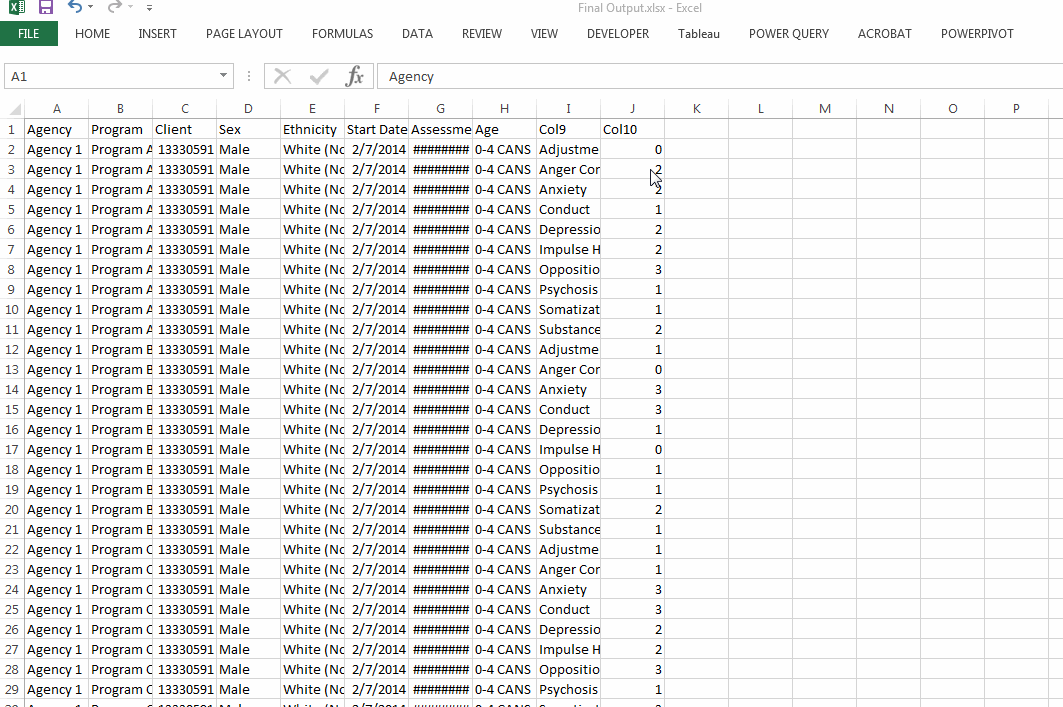 Final Output.xlsx - Excel
FILE HOME INSERT PAGE LAYOUT FORMULAS DATA REVIEW VIEW DEVELOPER Tableau POWER QUERY ACROBAT POWERPIVOT
A1 fx Agency
A B C D E F G H I J K L M N O P
1 Agency Program Client Sex Ethnicity Start Date Assessme Age Col9 Col10
2 Agency 1 Program A 13330591 Male White (No 2/7/2014 ######## 0-4 CANS Adjustme 0
3 Agency 1 Program A 13330591 Male White (No 2/7/2014 ######## 0-4 CANS Anger Con 2
4 Agency 1 Program A 13330591 Male White (No 2/7/2014 ######## 0-4 CANS Anxiety 2
5 Agency 1 Program A 13330591 Male White (No 2/7/2014 ######## 0-4 CANS Conduct 1
6 Agency 1 Program A 13330591 Male White (No 2/7/2014 ######## 0-4 CANS Depressio 2
7 Agency 1 Program A 13330591 Male White (No 2/7/2014 ######## 0-4 CANS Impulse H 2
8 Agency 1 Program A 13330591 Male White (No 2/7/2014 ######## 0-4 CANS Oppositio 3
9 Agency 1 Program A 13330591 Male White (No 2/7/2014 ######## 0-4 CANS Psychosis 1
10 Agency 1 Program A 13330591 Male White (No 2/7/2014 ######## 0-4 CANS Somatizat 1
11 Agency 1 Program A 13330591 Male White (No 2/7/2014 ######## 0-4 CANS Substance 2
12 Agency 1 Program B 13330591 Male White (No 2/7/2014 ######## 0-4 CANS Adjustme 1
13 Agency 1 Program B 13330591 Male White (No 2/7/2014 ######## 0-4 CANS Anger Con 0
14 Agency 1 Program B 13330591 Male White (No 2/7/2014 ######## 0-4 CANS Anxiety 3
15 Agency 1 Program B 13330591 Male White (No 2/7/2014 ######## 0-4 CANS Conduct 3
16 Agency 1 Program B 13330591 Male White (No 2/7/2014 ######## 0-4 CANS Depressio 1
17 Agency 1 Program B 13330591 Male White (No 2/7/2014 ######## 0-4 CANS Impulse H 0
18 Agency 1 Program B 13330591 Male White (No 2/7/2014 ######## 0-4 CANS Oppositio 1
19 Agency 1 Program B 13330591 Male White (No 2/7/2014 ######## 0-4 CANS Psychosis 1
20 Agency 1 Program B 13330591 Male White (No 2/7/2014 ######## 0-4 CANS Somatizat 2
21 Agency 1 Program B 13330591 Male White (No 2/7/2014 ######## 0-4 CANS Substance 1
22 Agency 1 Program C 13330591 Male White (No 2/7/2014 ######## 0-4 CANS Adjustme 1
23 Agency 1 Program C 13330591 Male White (No 2/7/2014 ######## 0-4 CANS Anger Con 1
24 Agency 1 Program C 13330591 Male White (No 2/7/2014 ######## 0-4 CANS Anxiety 3
25 Agency 1 Program C 13330591 Male White (No 2/7/2014 ######## 0-4 CANS Conduct 3
26 Agency 1 Program C 13330591 Male White (No 2/7/2014 ######## 0-4 CANS Depressio 2
27 Agency 1 Program C 13330591 Male White (No 2/7/2014 ######## 0-4 CANS Impulse H 2
28 Agency 1 Program C 13330591 Male White (No 2/7/2014 ######## 0-4 CANS Oppositio 3
29 Agency 1 Program C 13330591 Male White (No 2/7/2014 ######## 0-4 CANS Psychosis 1